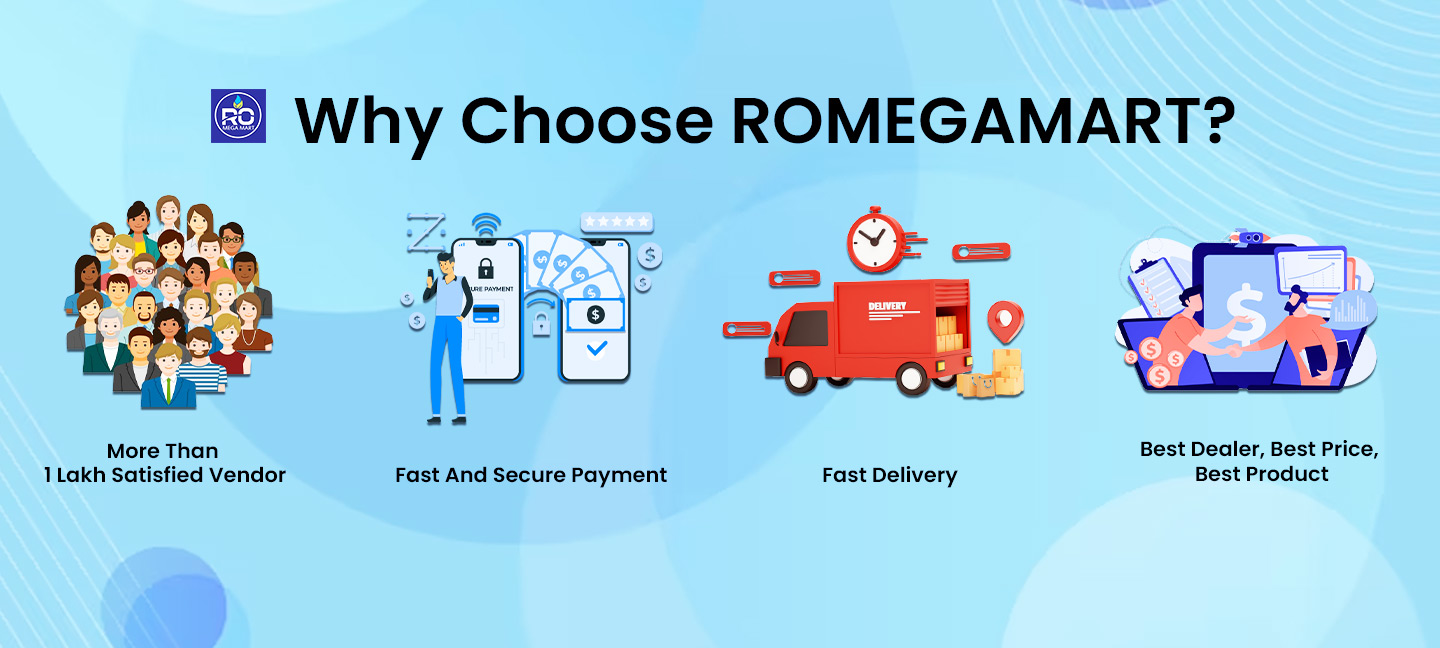 RO
MEGA MART
Why Choose ROMEGAMART?
URE PAYMENT
DELIVERY
More Than
1 Lakh Satisfied Vendor
Fast And Secure Payment
Fast Delivery
Best Dealer, Best Price,
Best Product